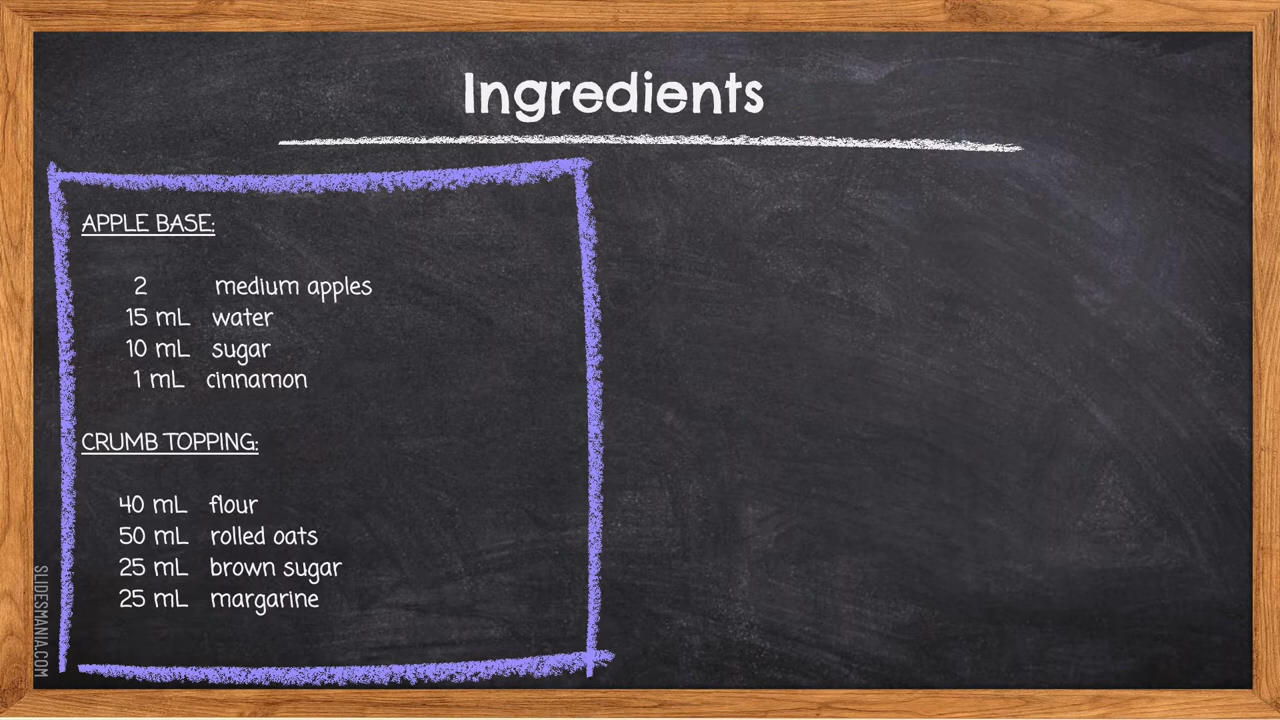 Ingredients
APPLE BASE:
2 medium apples
15 mL water
10 mL sugar
1 mL cinnamon
CRUMB TOPPING:
40 mL flour
50 mL rolled oats
25 mL brown sugar
25 mL margarine
SLIDESMANIA.COM